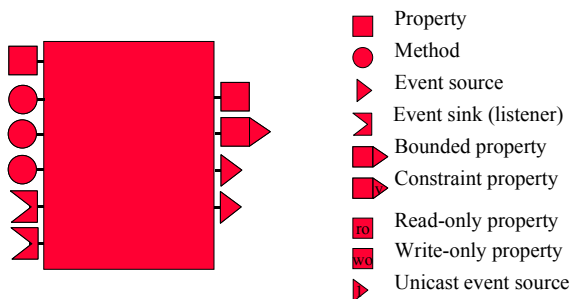 Property
Method
Event source
Event sink (listener)
Bounded property
v Constraint property
ro Read-only property
wo Write-only property
1 Unicast event source